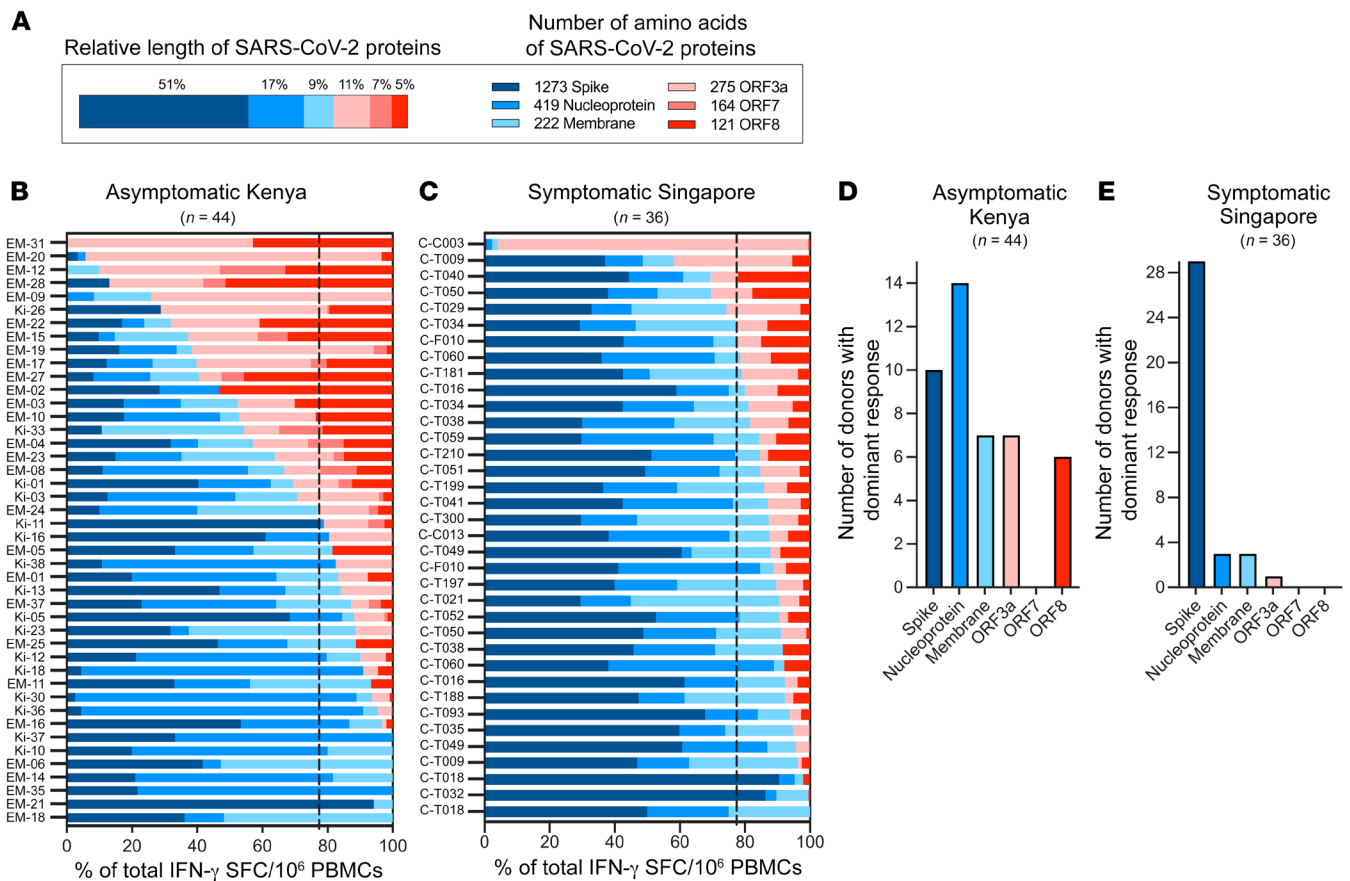 A
Relative length of SARS-CoV-2 proteins
51% 17% 9% 11% 7% 5%
Number of amino acids
of SARS-CoV-2 proteins
1273 Spike
419 Nucleoprotein
222 Membrane
275 ORF3a
164 ORF7
121 ORF8
B
Asymptomatic Kenya
(n = 44)
EM-31
EM-20
EM-12
EM-28
EM-09
Ki-26
EM-22
EM-15
EM-19
EM-17
EM-27
EM-02
EM-03
EM-10
Ki-33
EM-04
EM-23
EM-08
Ki-01
Ki-03
EM-24
Ki-11
Ki-16
EM-05
Ki-38
EM-01
Ki-13
EM-37
Ki-05
Ki-23
EM-25
Ki-12
Ki-18
EM-11
Ki-30
Ki-36
EM-16
Ki-37
Ki-10
EM-06
EM-14
EM-35
EM-21
EM-18
0 20 40 60 80 100
% of total IFN-γ SFC/10⁶ PBMCs
C
Symptomatic Singapore
(n = 36)
C-C003
C-T009
C-T040
C-T050
C-T029
C-T034
C-F010
C-T060
C-T181
C-T016
C-T034
C-T038
C-T059
C-T210
C-T051
C-T199
C-T041
C-T300
C-C013
C-T049
C-F010
C-T197
C-T021
C-T052
C-T050
C-T038
C-T060
C-T016
C-T188
C-T093
C-T035
C-T049
C-T009
C-T018
C-T032
C-T018
0 20 40 60 80 100
% of total IFN-γ SFC/10⁶ PBMCs
D
Asymptomatic
Kenya
(n = 44)
Number of donors with
dominant response
14
12
10
8
6
4
2
0
Spike
Nucleoprotein
Membrane
ORF3a
ORF7
ORF8
E
Symptomatic
Singapore
(n = 36)
Number of donors with
dominant response
28
24
20
16
12
8
4
0
Spike
Nucleoprotein
Membrane
ORF3a
ORF7
ORF8